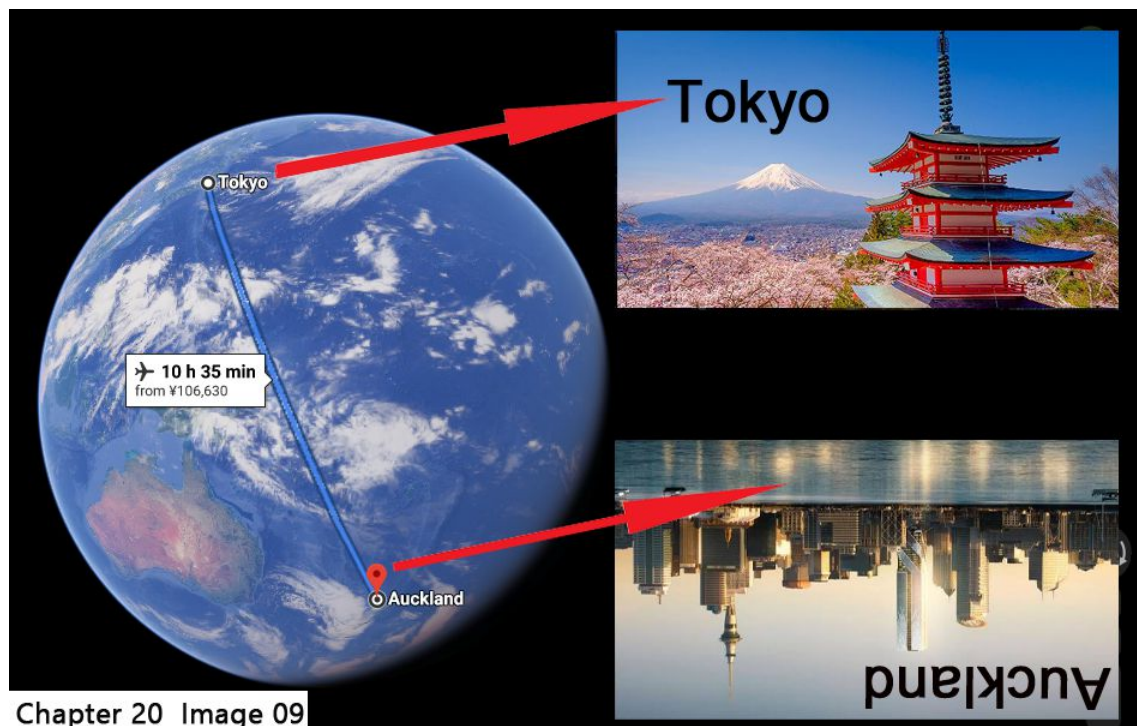 Tokyo
Tokyo
10 h 35 min
from ¥106,630
Auckland
Auckland
Chapter 20 Image 09